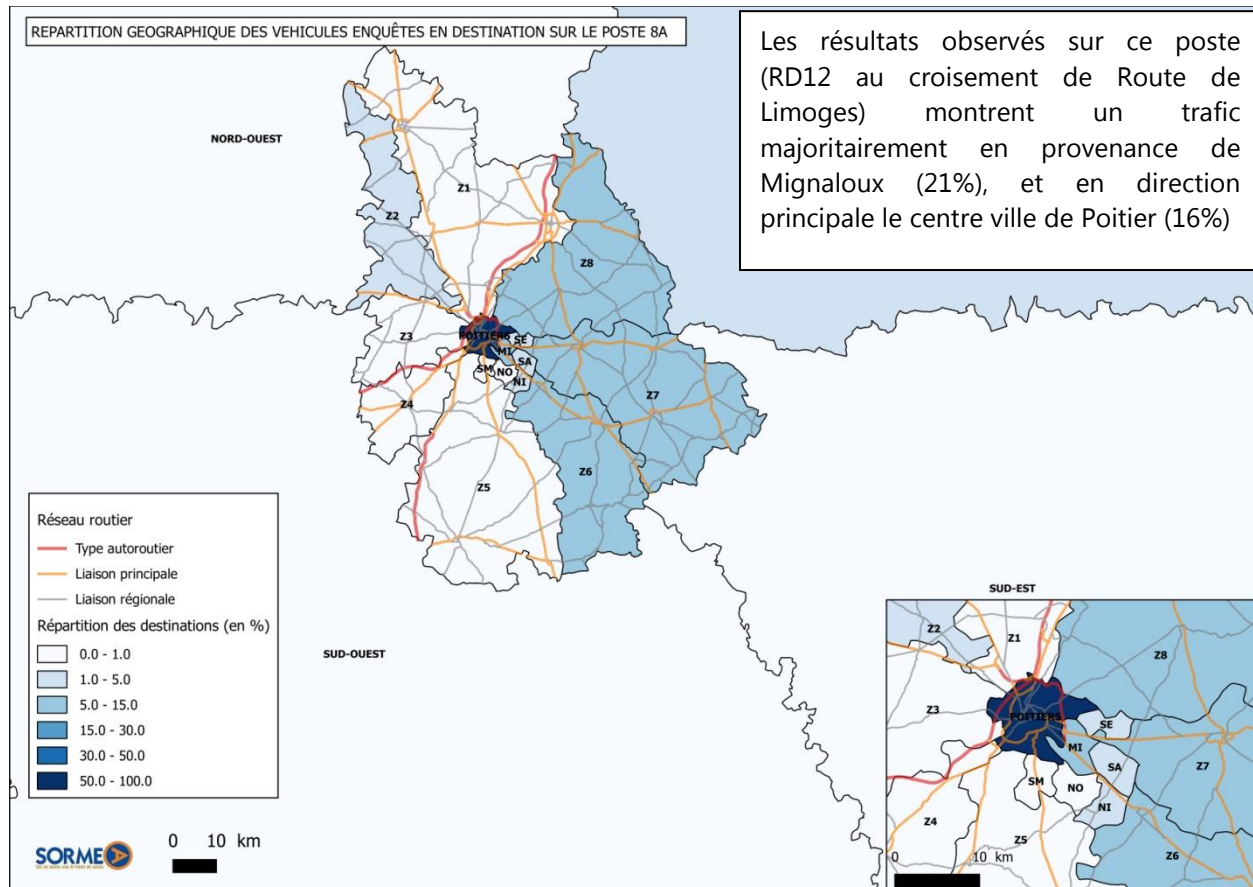 REPARTITION GEOGRAPHIQUE DES VEHICULES ENQUÊTES EN DESTINATION SUR LE POSTE 8A
Les résultats observés sur ce poste
(RD12 au croisement de Route de
Limoges) montrent un trafic
majoritairement en provenance de
Mignaloux (21%), et en direction
principale le centre ville de Poitier (16%)
NORD-OUEST
Z1
Z2
Z8
Z3
POITIERS
SE
MI
SA
SM
NO
NI
Z4
Z7
Z6
Z5
SUD-OUEST
SUD-EST
Réseau routier
Type autoroutier
Liaison principale
Liaison régionale
Répartition des destinations (en %)
0.0 - 1.0
1.0 - 5.0
5.0 - 15.0
15.0 - 30.0
30.0 - 50.0
50.0 - 100.0
SORME
0 10 km
Z2
Z1
Z8
Z3
POITIERS
SE
MI
SA
Z7
SM
NO
NI
Z4
Z5
Z6
0 10 km